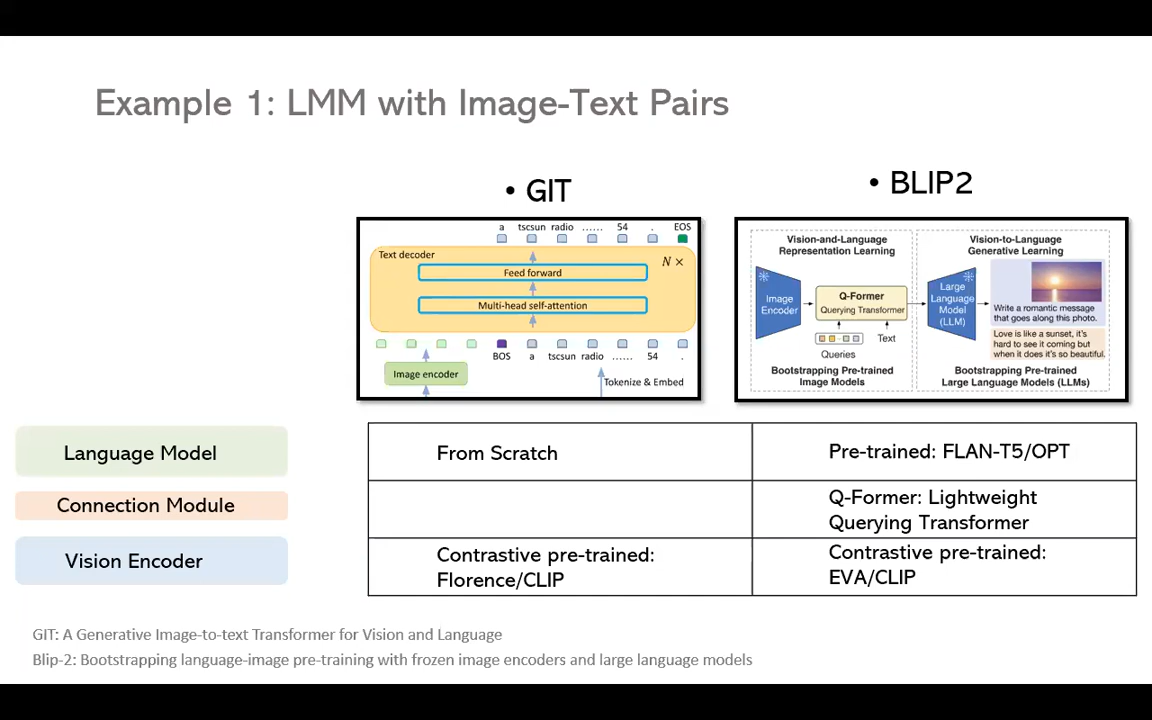 Example 1: LMM with Image-Text Pairs
• GIT
a tscsun radio ...... 54 . EOS
Text decoder
N ×
Feed forward
Multi-head self-attention
BOS a tscsun radio ...... 54 .
Image encoder
Tokenize & Embed
• BLIP2
Vision-and-Language
Representation Learning
Vision-to-Language
Generative Learning
Image
Encoder
Q-Former
Querying Transformer
Queries
Text
Large
Language
Model
(LLM)
Write a romantic message
that goes along this photo.
Love is like a sunset, it's
hard to see it coming but
when it does it's so beautiful.
Bootstrapping Pre-trained
Image Models
Bootstrapping Pre-trained
Large Language Models (LLMs)
Language Model
From Scratch
Pre-trained: FLAN-T5/OPT
Connection Module
Q-Former: Lightweight
Querying Transformer
Vision Encoder
Contrastive pre-trained:
Florence/CLIP
Contrastive pre-trained:
EVA/CLIP
GIT: A Generative Image-to-text Transformer for Vision and Language
Blip-2: Bootstrapping language-image pre-training with frozen image encoders and large language models